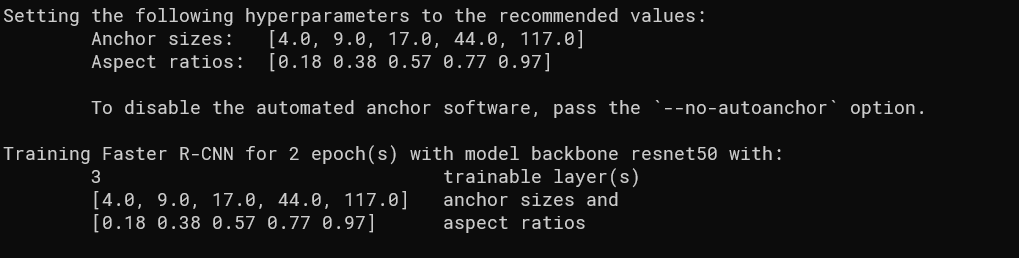 Setting the following hyperparameters to the recommended values:
Anchor sizes: [4.0, 9.0, 17.0, 44.0, 117.0]
Aspect ratios: [0.18 0.38 0.57 0.77 0.97]
To disable the automated anchor software, pass the `--no-autoanchor` option.
Training Faster R-CNN for 2 epoch(s) with model backbone resnet50 with:
3 trainable layer(s)
[4.0, 9.0, 17.0, 44.0, 117.0] anchor sizes and
[0.18 0.38 0.57 0.77 0.97] aspect ratios